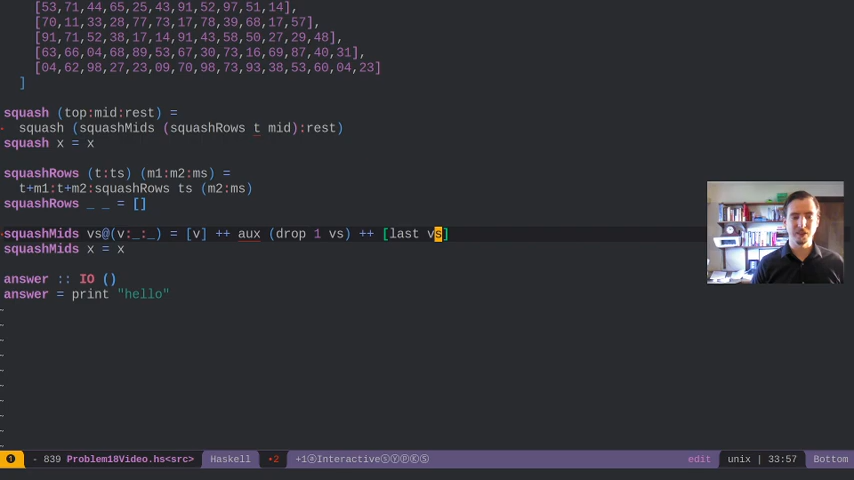 [53,71,44,65,25,43,91,52,97,51,14],
[70,11,33,28,77,73,17,78,39,68,17,57],
[91,71,52,38,17,14,91,43,58,50,27,29,48],
[63,66,04,68,89,53,67,30,73,16,69,87,40,31],
[04,62,98,27,23,09,70,98,73,93,38,53,60,04,23]
]
squash (top:mid:rest) =
squash (squashMids (squashRows t mid):rest)
squash x = x
squashRows (t:ts) (m1:m2:ms) =
t+m1:t+m2:squashRows ts (m2:ms)
squashRows _ _ = []
squashMids vs@(v:_:_) = [v] ++ aux (drop 1 vs) ++ [last vs]
squashMids x = x
answer :: IO ()
answer = print "hello"
~
~
~
~
~
~
~
~
~
~
❶ - 839 Problem18Video.hs<src> Haskell •2 +1ⓐInteractiveⓢⓨⓟⓀⓈ edit unix | 33:57 Bottom